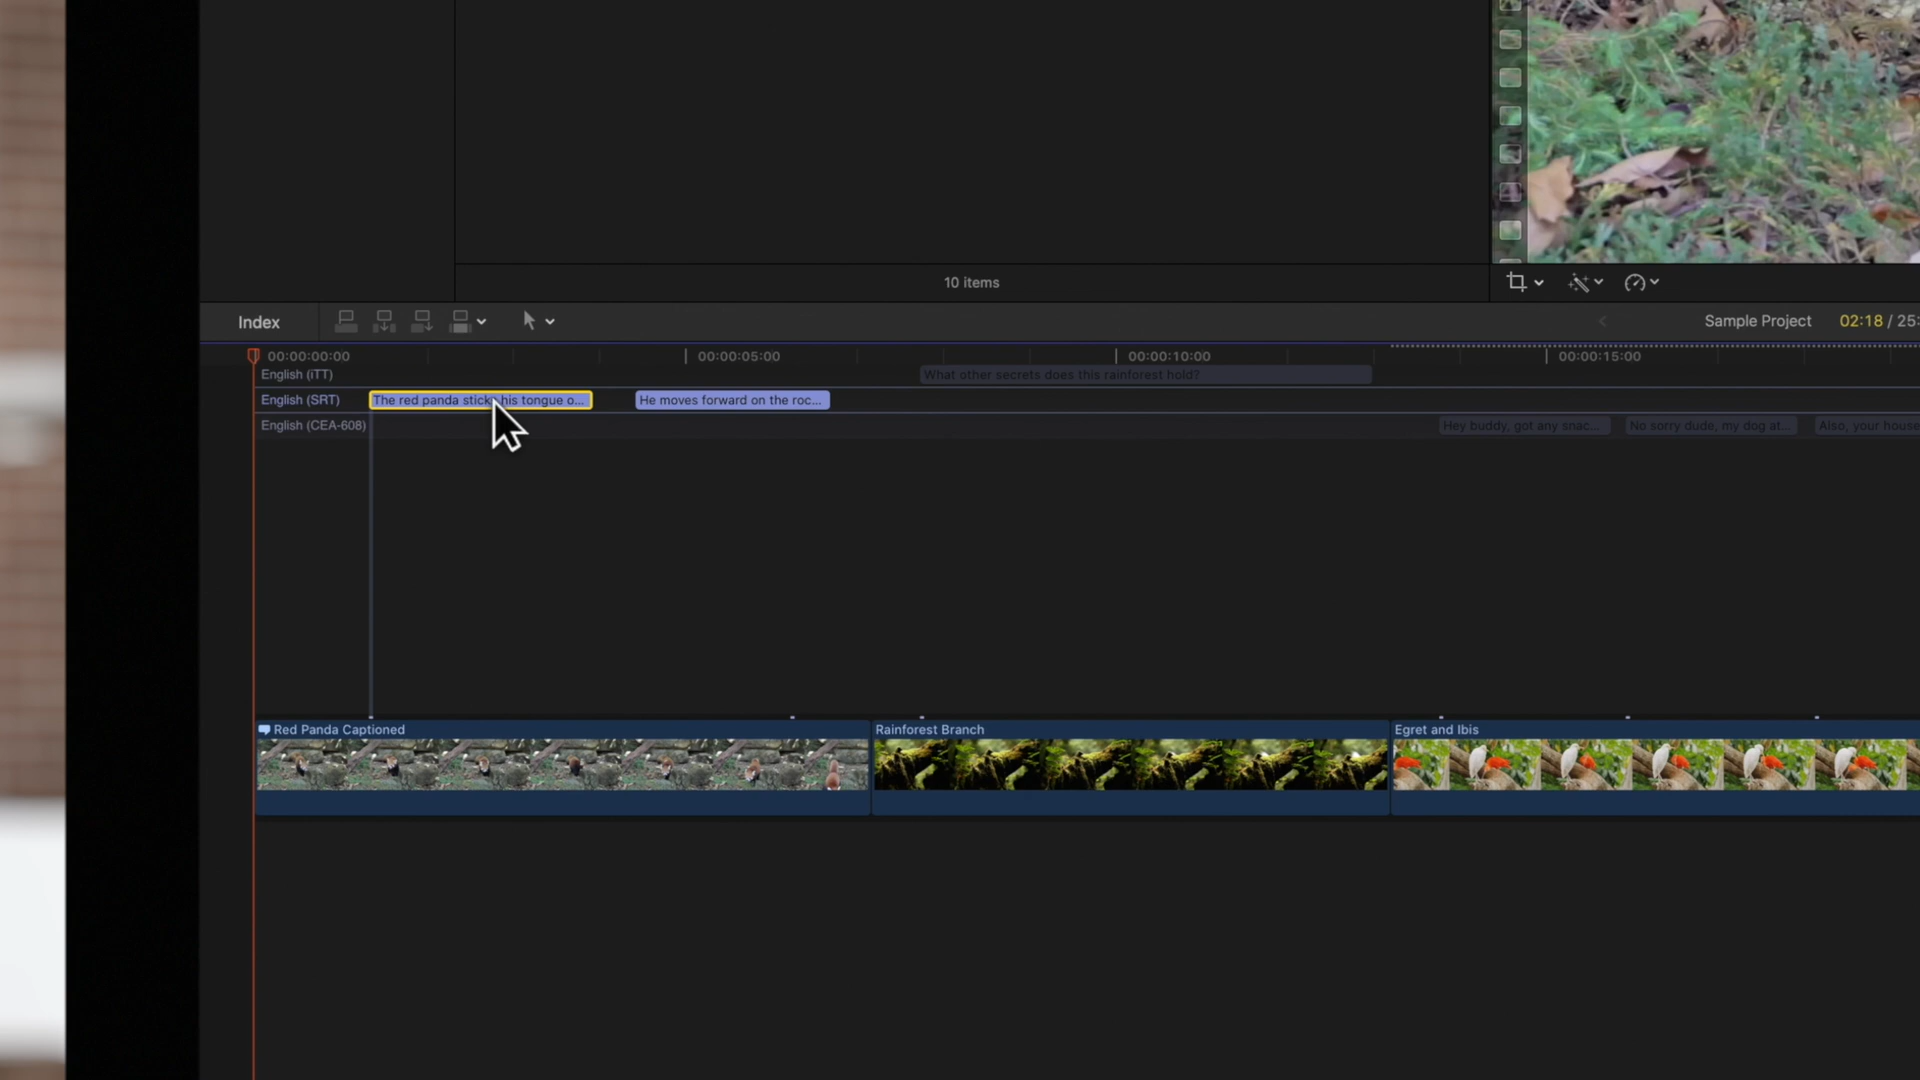 10 items
Index
Sample Project 02:18 / 25:
00:00:00:00 00:00:05:00 00:00:10:00 00:00:15:00
English (iTT) What other secrets does this rainforest hold?
English (SRT) The red panda sticks his tongue o... He moves forward on the roc...
English (CEA-608) Hey buddy, got any snac... No sorry dude, my dog at... Also, your house
Red Panda Captioned Rainforest Branch Egret and Ibis